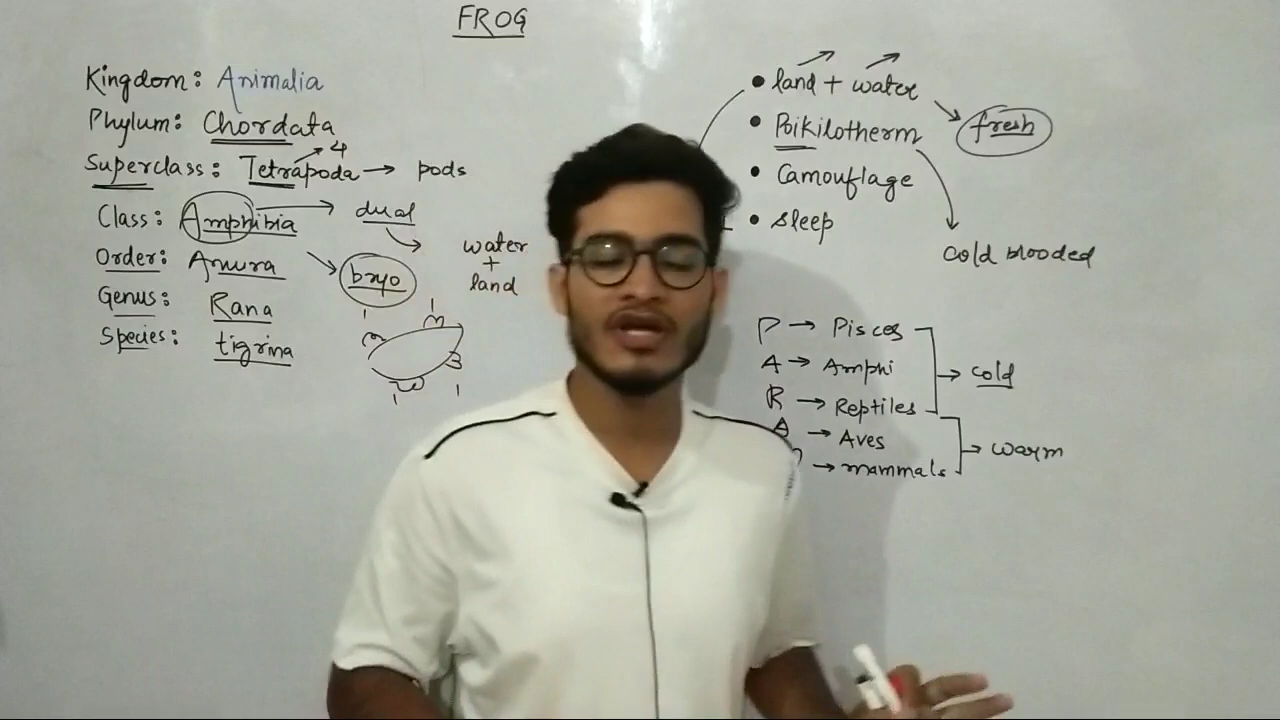 FROG
Kingdom: Animalia
Phylum: Chordata
4
Superclass: Tetrapoda → pods
Class: Amphibia → dual
water
+
land
Order: Anura
bryo
Genus: Rana
Species: tigrina
• land + water
fresh
• Poikilotherm
• Camouflage
• sleep
cold blooded
P → Pisces
A → Amphi
R → Reptiles
→ cold
A → Aves
→ mammals
→ warm